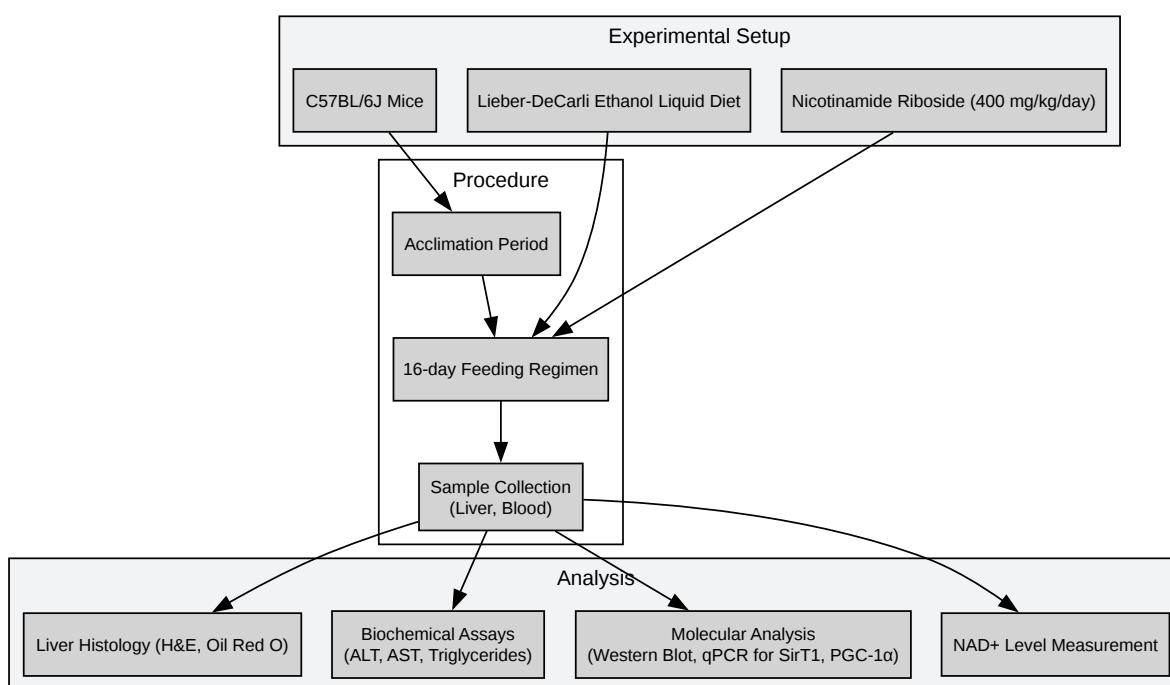 Experimental Setup
C57BL/6J Mice
Lieber-DeCarli Ethanol Liquid Diet
Nicotinamide Riboside (400 mg/kg/day)
Procedure
Acclimation Period
16-day Feeding Regimen
Sample Collection
(Liver, Blood)
Analysis
Liver Histology (H&E, Oil Red O)
Biochemical Assays
(ALT, AST, Triglycerides)
Molecular Analysis
(Western Blot, qPCR for SirT1, PGC-1α)
NAD+ Level Measurement